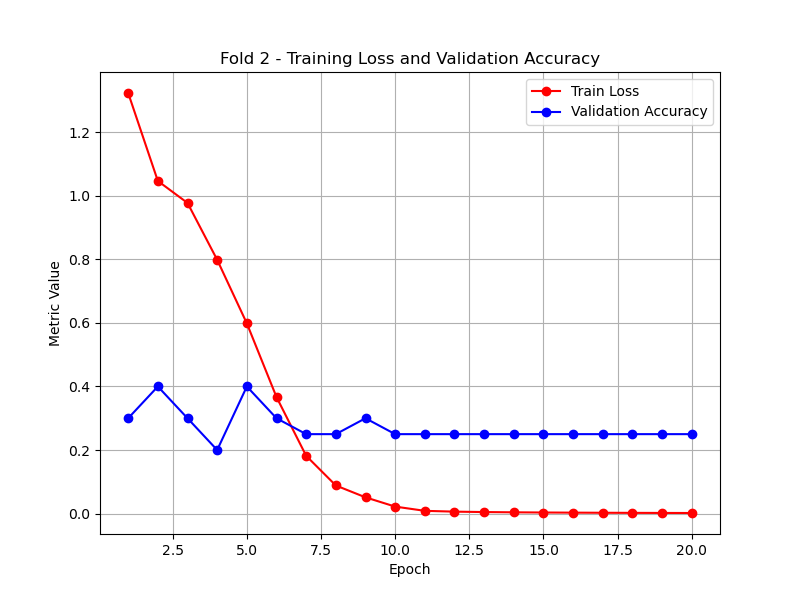 Fold 2 - Training Loss and Validation Accuracy
Train Loss
Validation Accuracy
Metric Value
1.2
1.0
0.8
0.6
0.4
0.2
0.0
2.5 5.0 7.5 10.0 12.5 15.0 17.5 20.0
Epoch